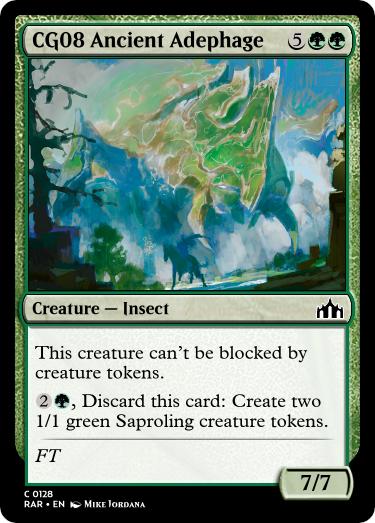 CG08 Ancient Adephage 5
Creature — Insect
This creature can't be blocked by
creature tokens.
2, Discard this card: Create two
1/1 green Saproling creature tokens.
FT
7/7
C 0128
RAR • EN Mike Jordana